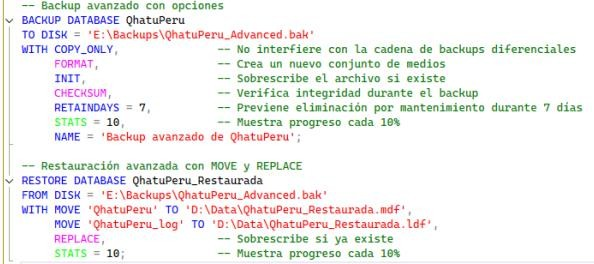 -- Backup avanzado con opciones
BACKUP DATABASE QhatuPeru
TO DISK = 'E:\Backups\QhatuPeru_Advanced.bak'
WITH COPY_ONLY, -- No interfiere con la cadena de backups diferenciales
FORMAT, -- Crea un nuevo conjunto de medios
INIT, -- Sobrescribe el archivo si existe
CHECKSUM, -- Verifica integridad durante el backup
RETAINDAYS = 7, -- Previene eliminación por mantenimiento durante 7 días
STATS = 10, -- Muestra progreso cada 10%
NAME = 'Backup avanzado de QhatuPeru';
-- Restauración avanzada con MOVE y REPLACE
RESTORE DATABASE QhatuPeru_Restaurada
FROM DISK = 'E:\Backups\QhatuPeru_Advanced.bak'
WITH MOVE 'QhatuPeru' TO 'D:\Data\QhatuPeru_Restaurada.mdf',
MOVE 'QhatuPeru_log' TO 'D:\Data\QhatuPeru_Restaurada.ldf',
REPLACE, -- Sobrescribe si ya existe
STATS = 10; -- Muestra progreso cada 10%